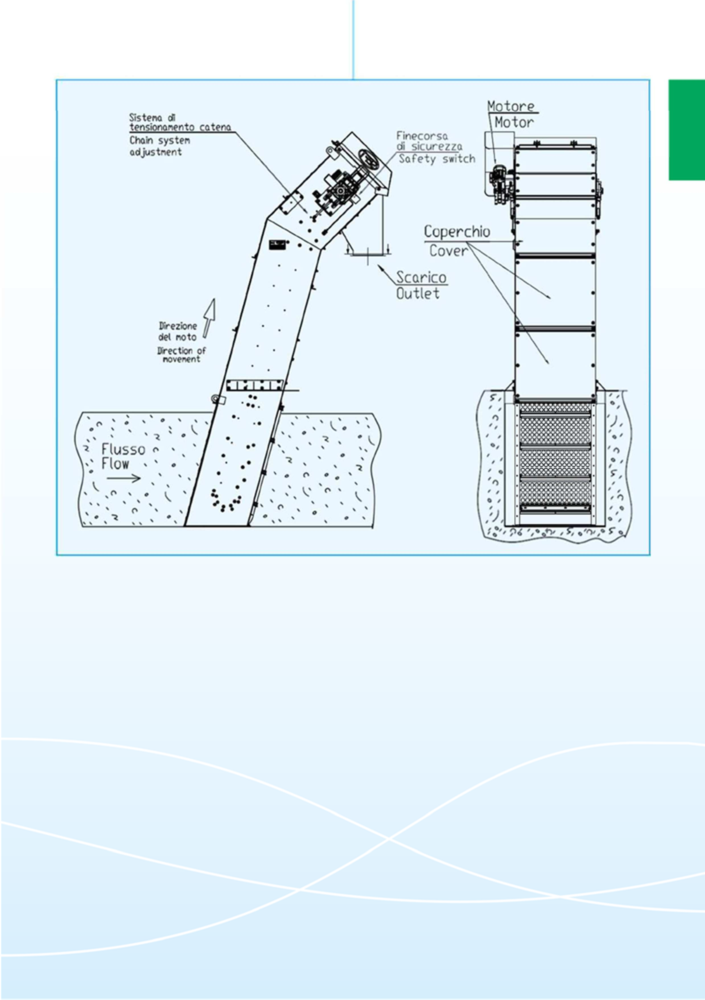 Sistema di
tensionamento catena
Chain system
adjustment
Finecorsa
di sicurezza
Safety switch
Motore
Motor
Coperchio
Cover
Scarico
Outlet
Direzione
del moto
Direction of
movement
Flusso
Flow